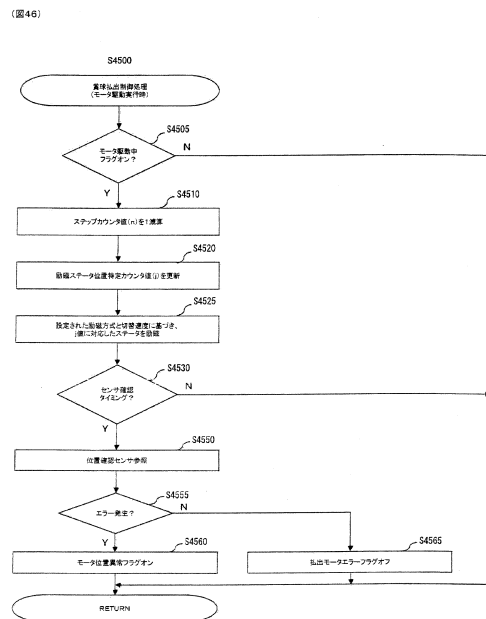 (図46)
S4500
賞球払出制御処理
(モータ駆動実行時)
S4505
モータ駆動中
フラグオン?
N
Y
S4510
ステップカウンタ値(n)を1減算
S4520
励磁ステータ位置特定カウンタ値(j)を更新
S4525
設定された励磁方式と切替速度に基づき、
j値に対応したステータを励磁
S4530
センサ確認
タイミング?
N
Y
S4550
位置確認センサ参照
S4555
エラー発生?
N
Y
S4560
モータ位置異常フラグオン
S4565
払出モータエラーフラグオフ
RETURN